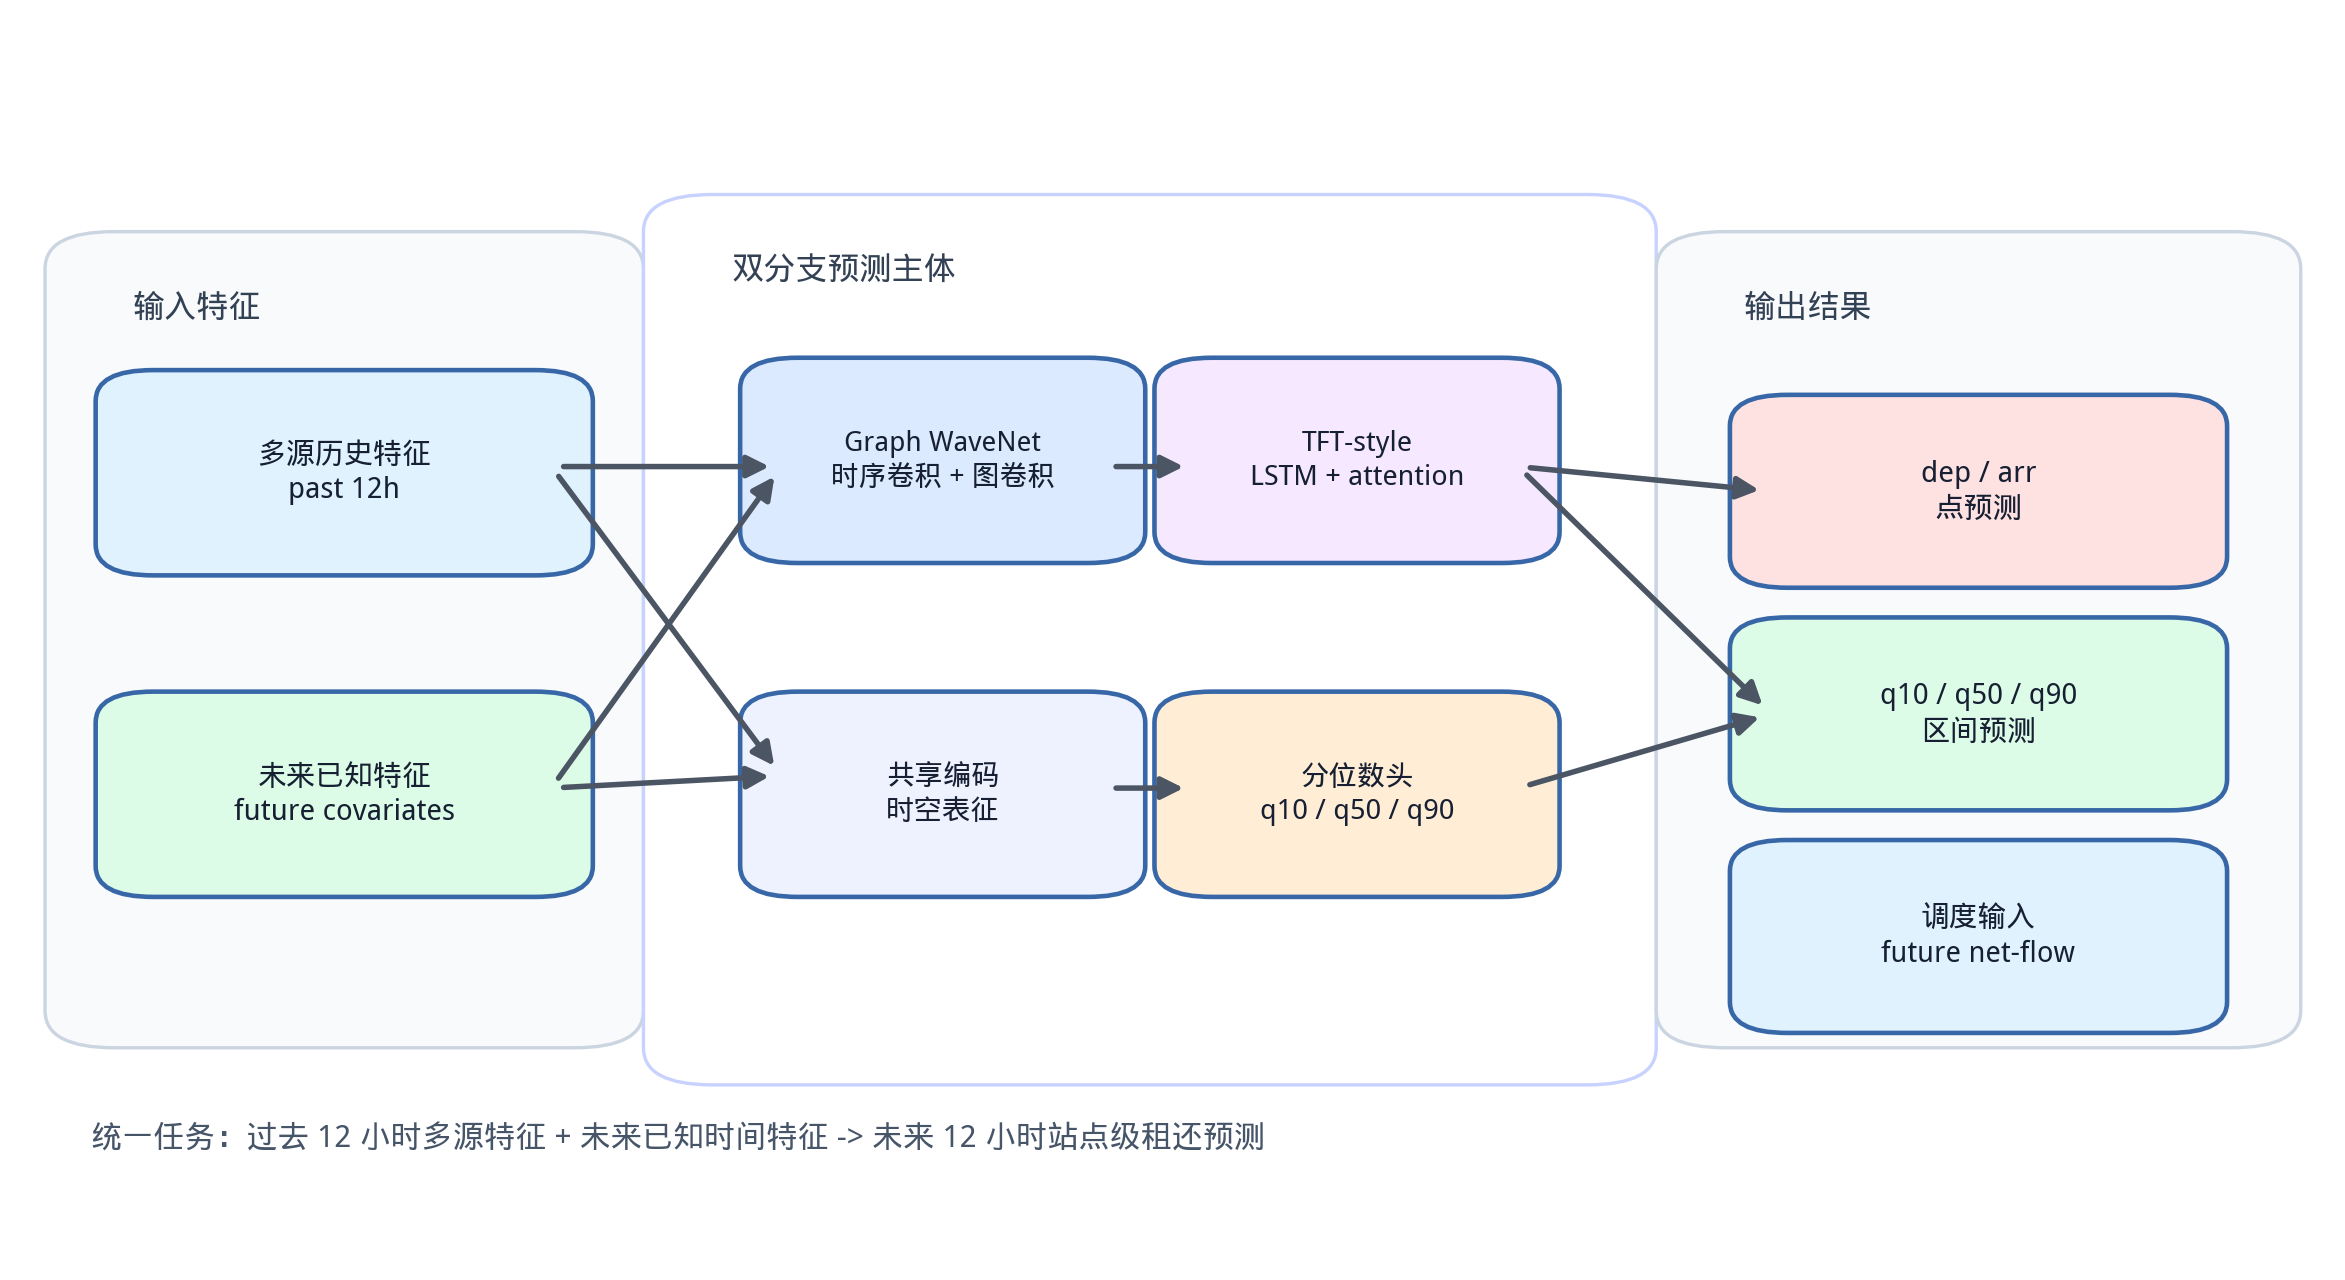 输入特征
多源历史特征
past 12h
未来已知特征
future covariates
双分支预测主体
Graph WaveNet
时序卷积 + 图卷积
TFT-style
LSTM + attention
共享编码
时空表征
分位数头
q10 / q50 / q90
输出结果
dep / arr
点预测
q10 / q50 / q90
区间预测
调度输入
future net-flow
统一任务：过去 12 小时多源特征 + 未来已知时间特征 -> 未来 12 小时站点级租还预测